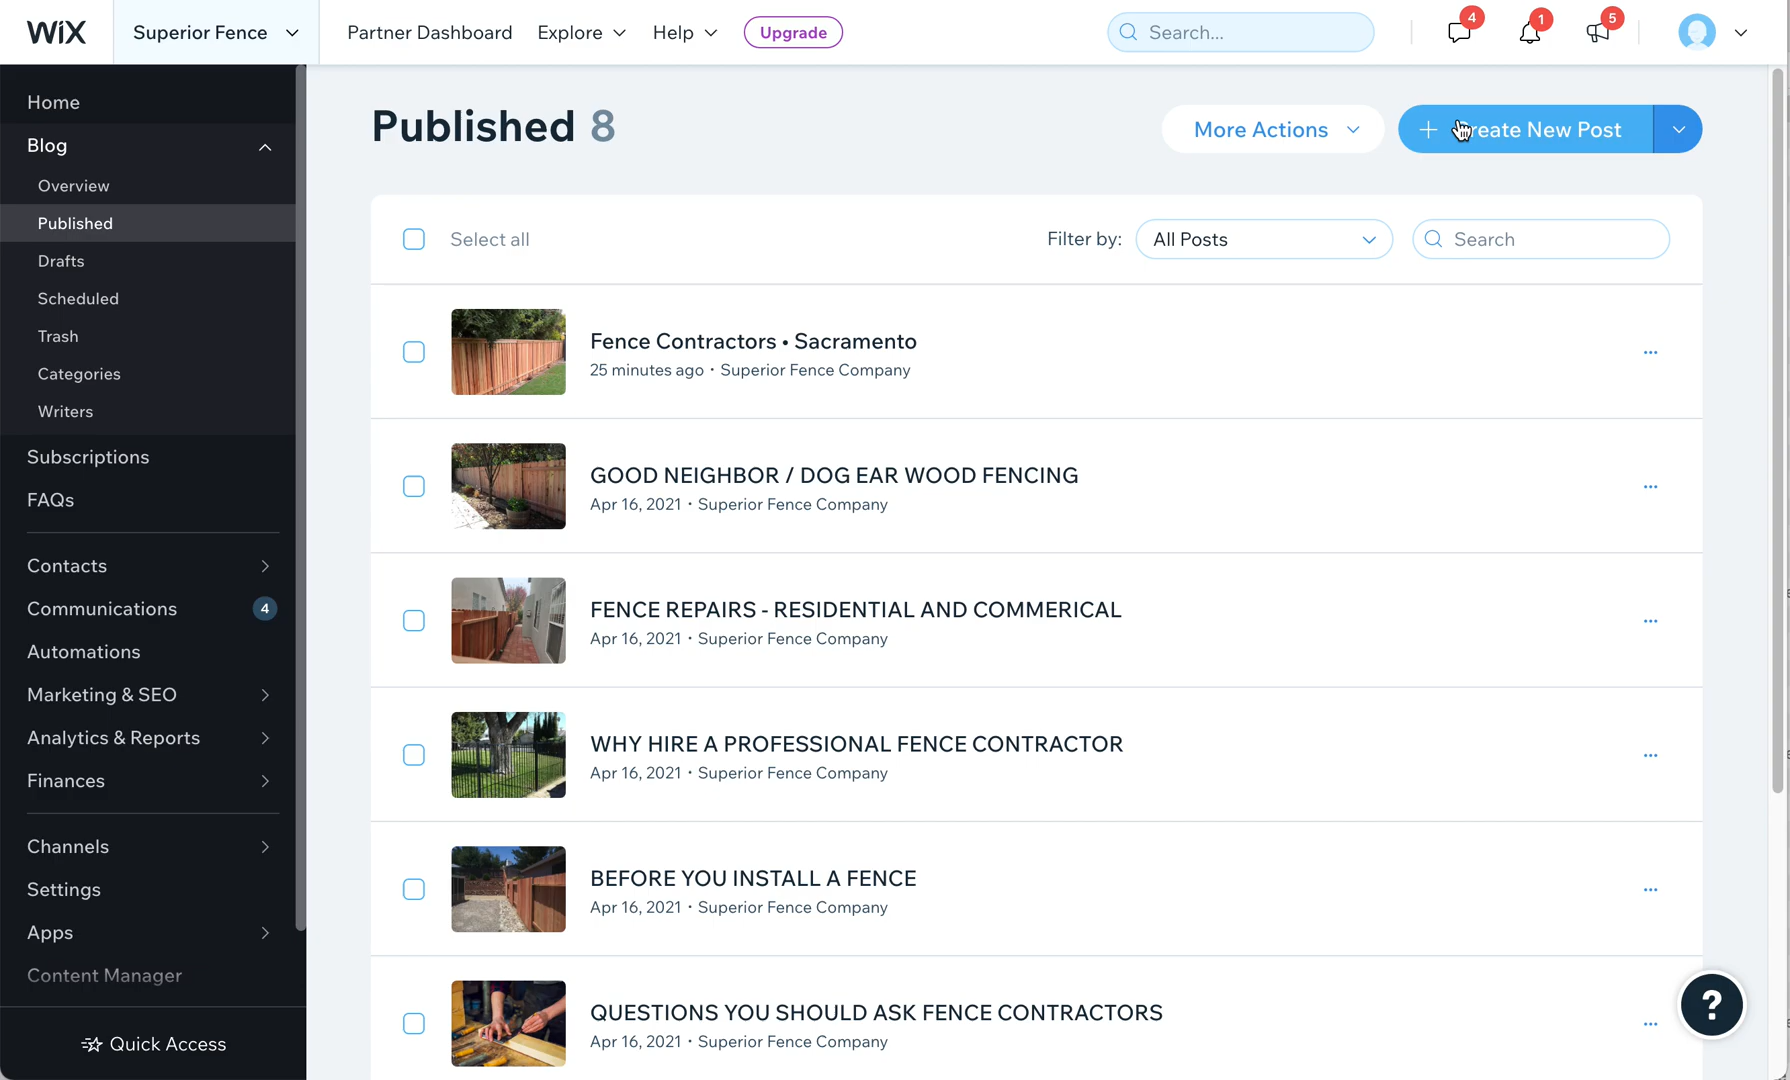 WiX
Superior Fence
Partner Dashboard
Explore
Help
Upgrade
Search...
4
1
5
Home
Blog
Overview
Published
Drafts
Scheduled
Trash
Categories
Writers
Subscriptions
FAQs
Contacts
Communications 4
Automations
Marketing & SEO
Analytics & Reports
Finances
Channels
Settings
Apps
Content Manager
Quick Access
Published 8
More Actions
+ reate New Post
Select all
Filter by: All Posts
Search
Fence Contractors • Sacramento
25 minutes ago · Superior Fence Company
GOOD NEIGHBOR / DOG EAR WOOD FENCING
Apr 16, 2021 · Superior Fence Company
FENCE REPAIRS - RESIDENTIAL AND COMMERICAL
Apr 16, 2021 · Superior Fence Company
WHY HIRE A PROFESSIONAL FENCE CONTRACTOR
Apr 16, 2021 · Superior Fence Company
BEFORE YOU INSTALL A FENCE
Apr 16, 2021 · Superior Fence Company
QUESTIONS YOU SHOULD ASK FENCE CONTRACTORS
Apr 16, 2021 · Superior Fence Company
?